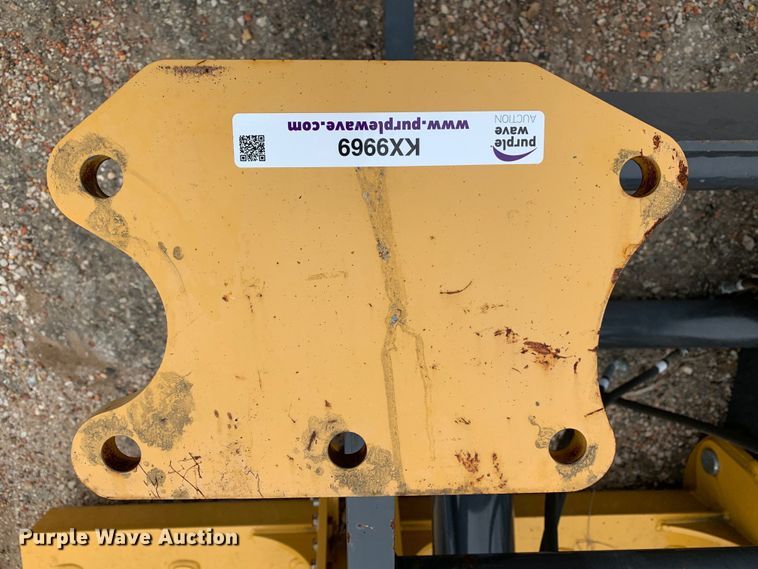 purple
wave
AUCTION
KX9969
www.purplewave.com
Purple Wave Auction®